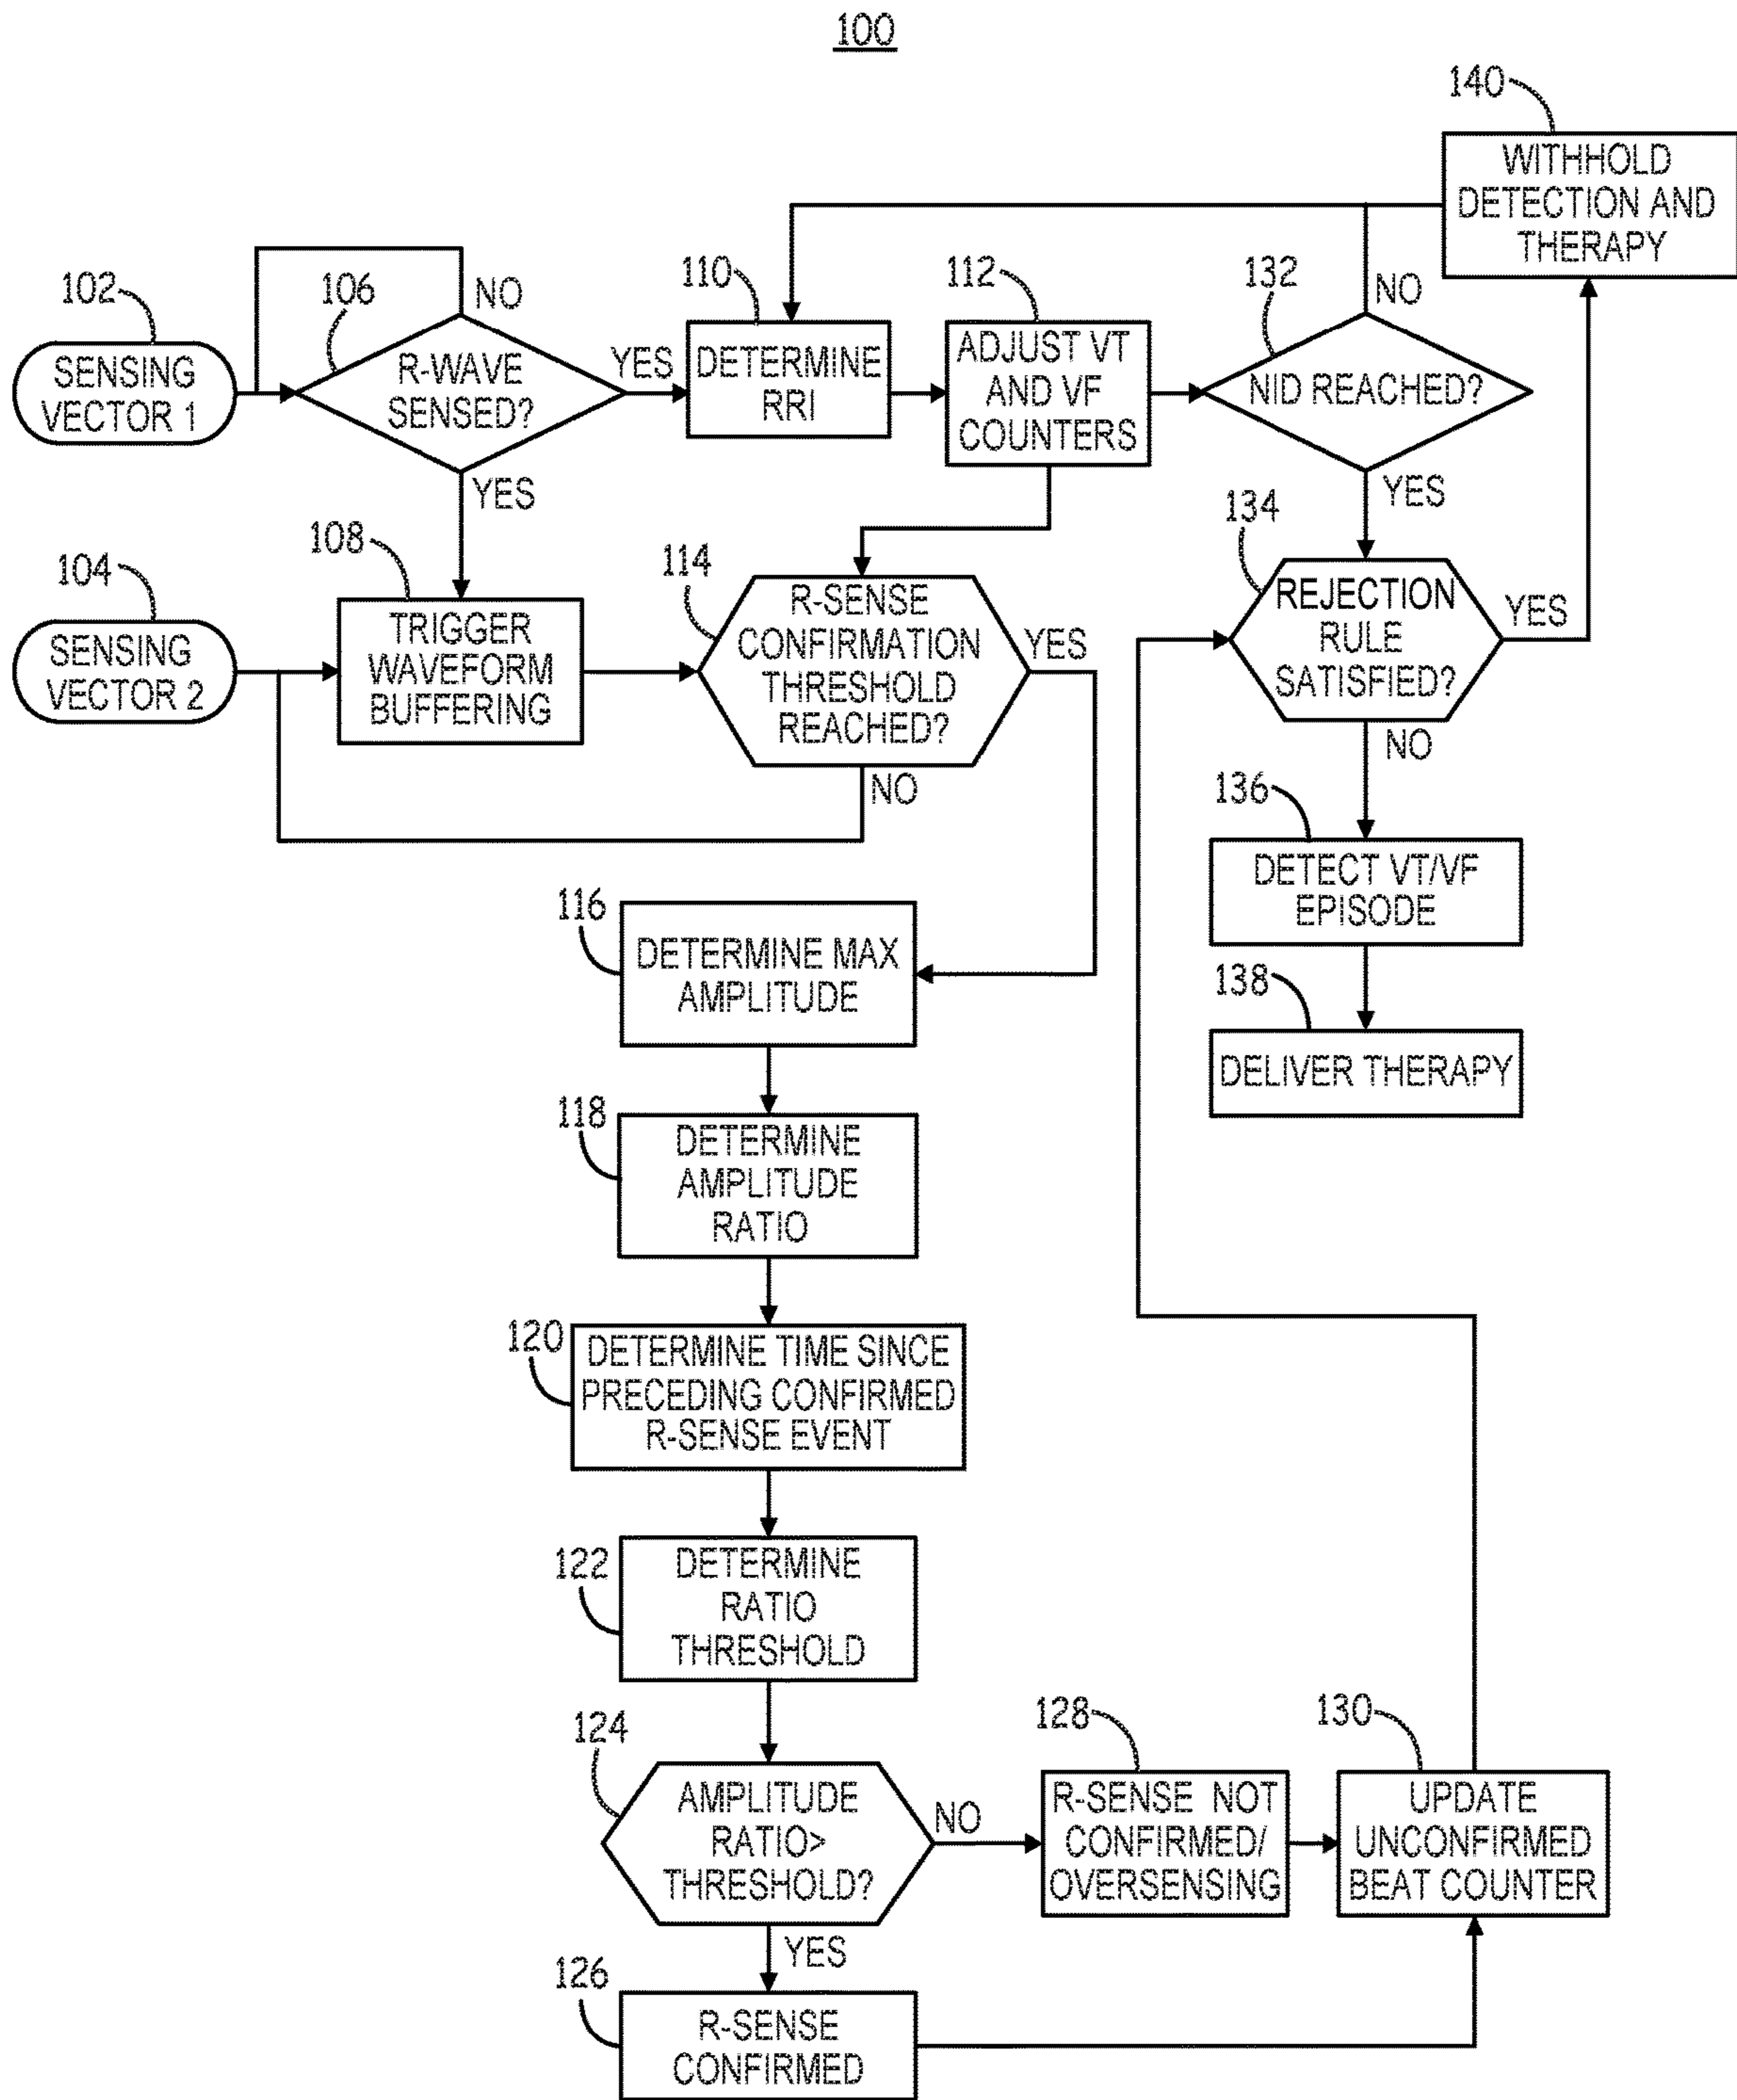 100
140
WITHHOLD
DETECTION AND
THERAPY
102
SENSING
VECTOR 1
106
R-WAVE
SENSED?
NO
YES
YES
110
DETERMINE
RRI
112
ADJUST VT
AND VF
COUNTERS
132
NID REACHED?
NO
YES
104
SENSING
VECTOR 2
108
TRIGGER
WAVEFORM
BUFFERING
114
R-SENSE
CONFIRMATION
THRESHOLD
REACHED?
YES
NO
134
REJECTION
RULE
SATISFIED?
YES
NO
136
DETECT VT/VF
EPISODE
138
DELIVER THERAPY
116
DETERMINE MAX
AMPLITUDE
118
DETERMINE
AMPLITUDE
RATIO
120
DETERMINE TIME SINCE
PRECEDING CONFIRMED
R-SENSE EVENT
122
DETERMINE
RATIO
THRESHOLD
124
AMPLITUDE
RATIO>
THRESHOLD?
NO
YES
128
R-SENSE NOT
CONFIRMED/
OVERSENSING
130
UPDATE
UNCONFIRMED
BEAT COUNTER
126
R-SENSE
CONFIRMED